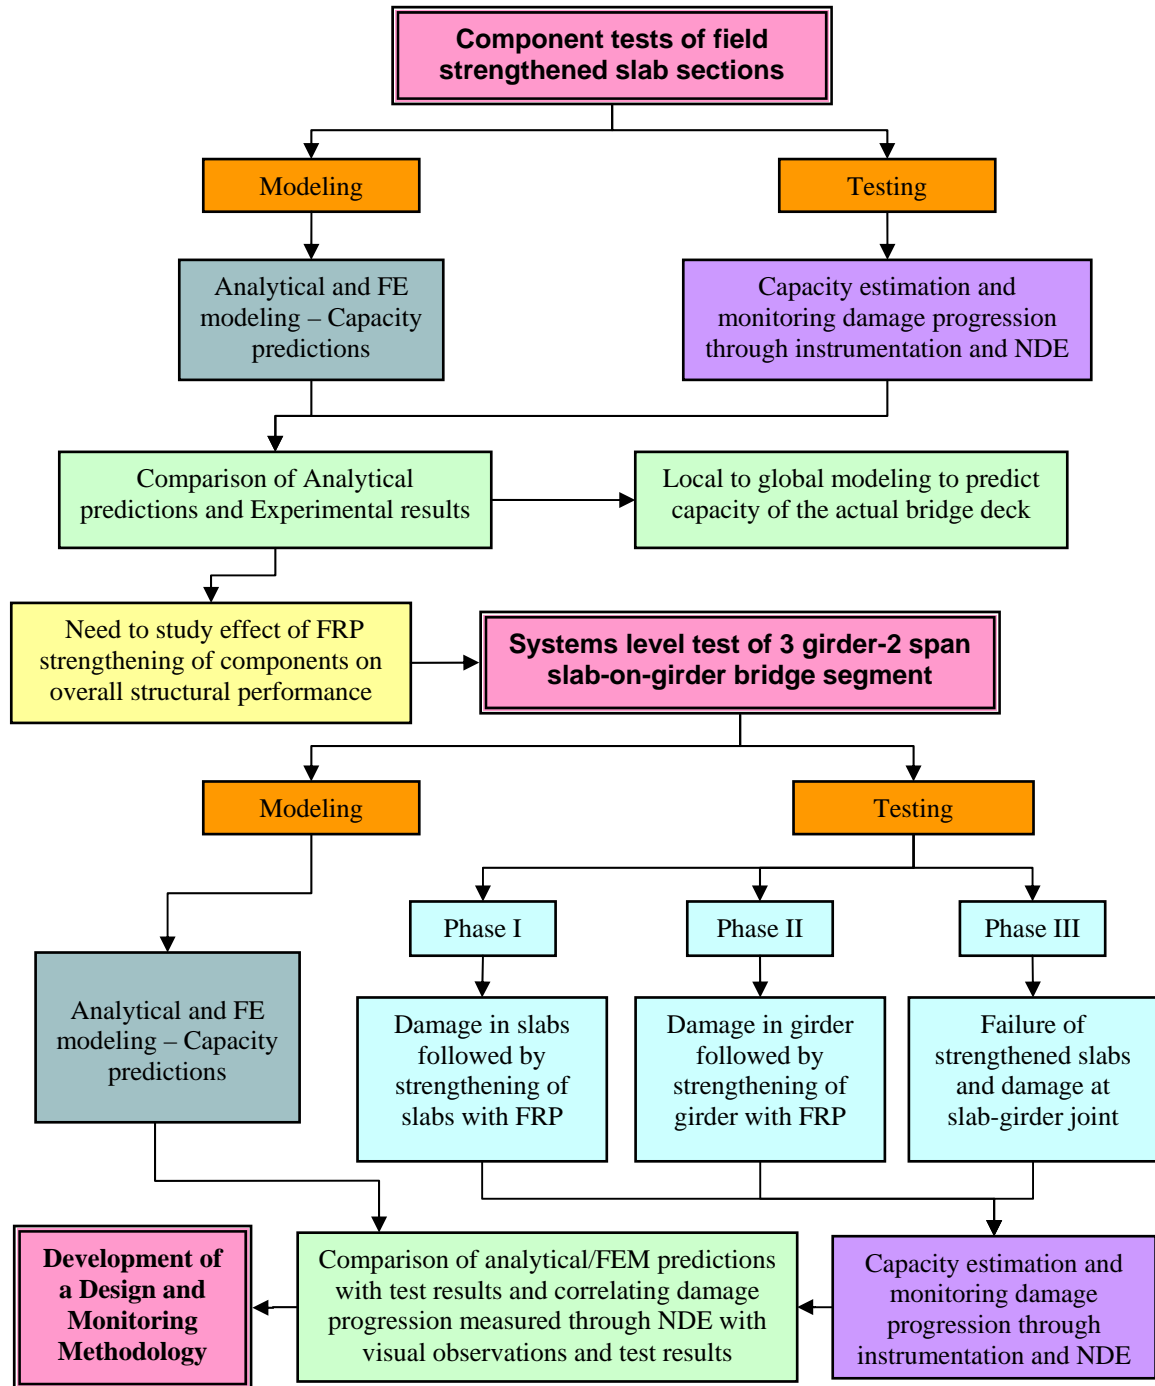 Component tests of field
strengthened slab sections
Modeling
Testing
Analytical and FE
modeling – Capacity
predictions
Capacity estimation and
monitoring damage progression
through instrumentation and NDE
Comparison of Analytical
predictions and Experimental results
Local to global modeling to predict
capacity of the actual bridge deck
Need to study effect of FRP
strengthening of components on
overall structural performance
Systems level test of 3 girder-2 span
slab-on-girder bridge segment
Modeling
Testing
Phase I
Phase II
Phase III
Analytical and FE
modeling – Capacity
predictions
Damage in slabs
followed by
strengthening of
slabs with FRP
Damage in girder
followed by
strengthening of
girder with FRP
Failure of
strengthened slabs
and damage at
slab-girder joint
Development of
a Design and
Monitoring
Methodology
Comparison of analytical/FEM predictions
with test results and correlating damage
progression measured through NDE with
visual observations and test results
Capacity estimation and
monitoring damage
progression through
instrumentation and NDE